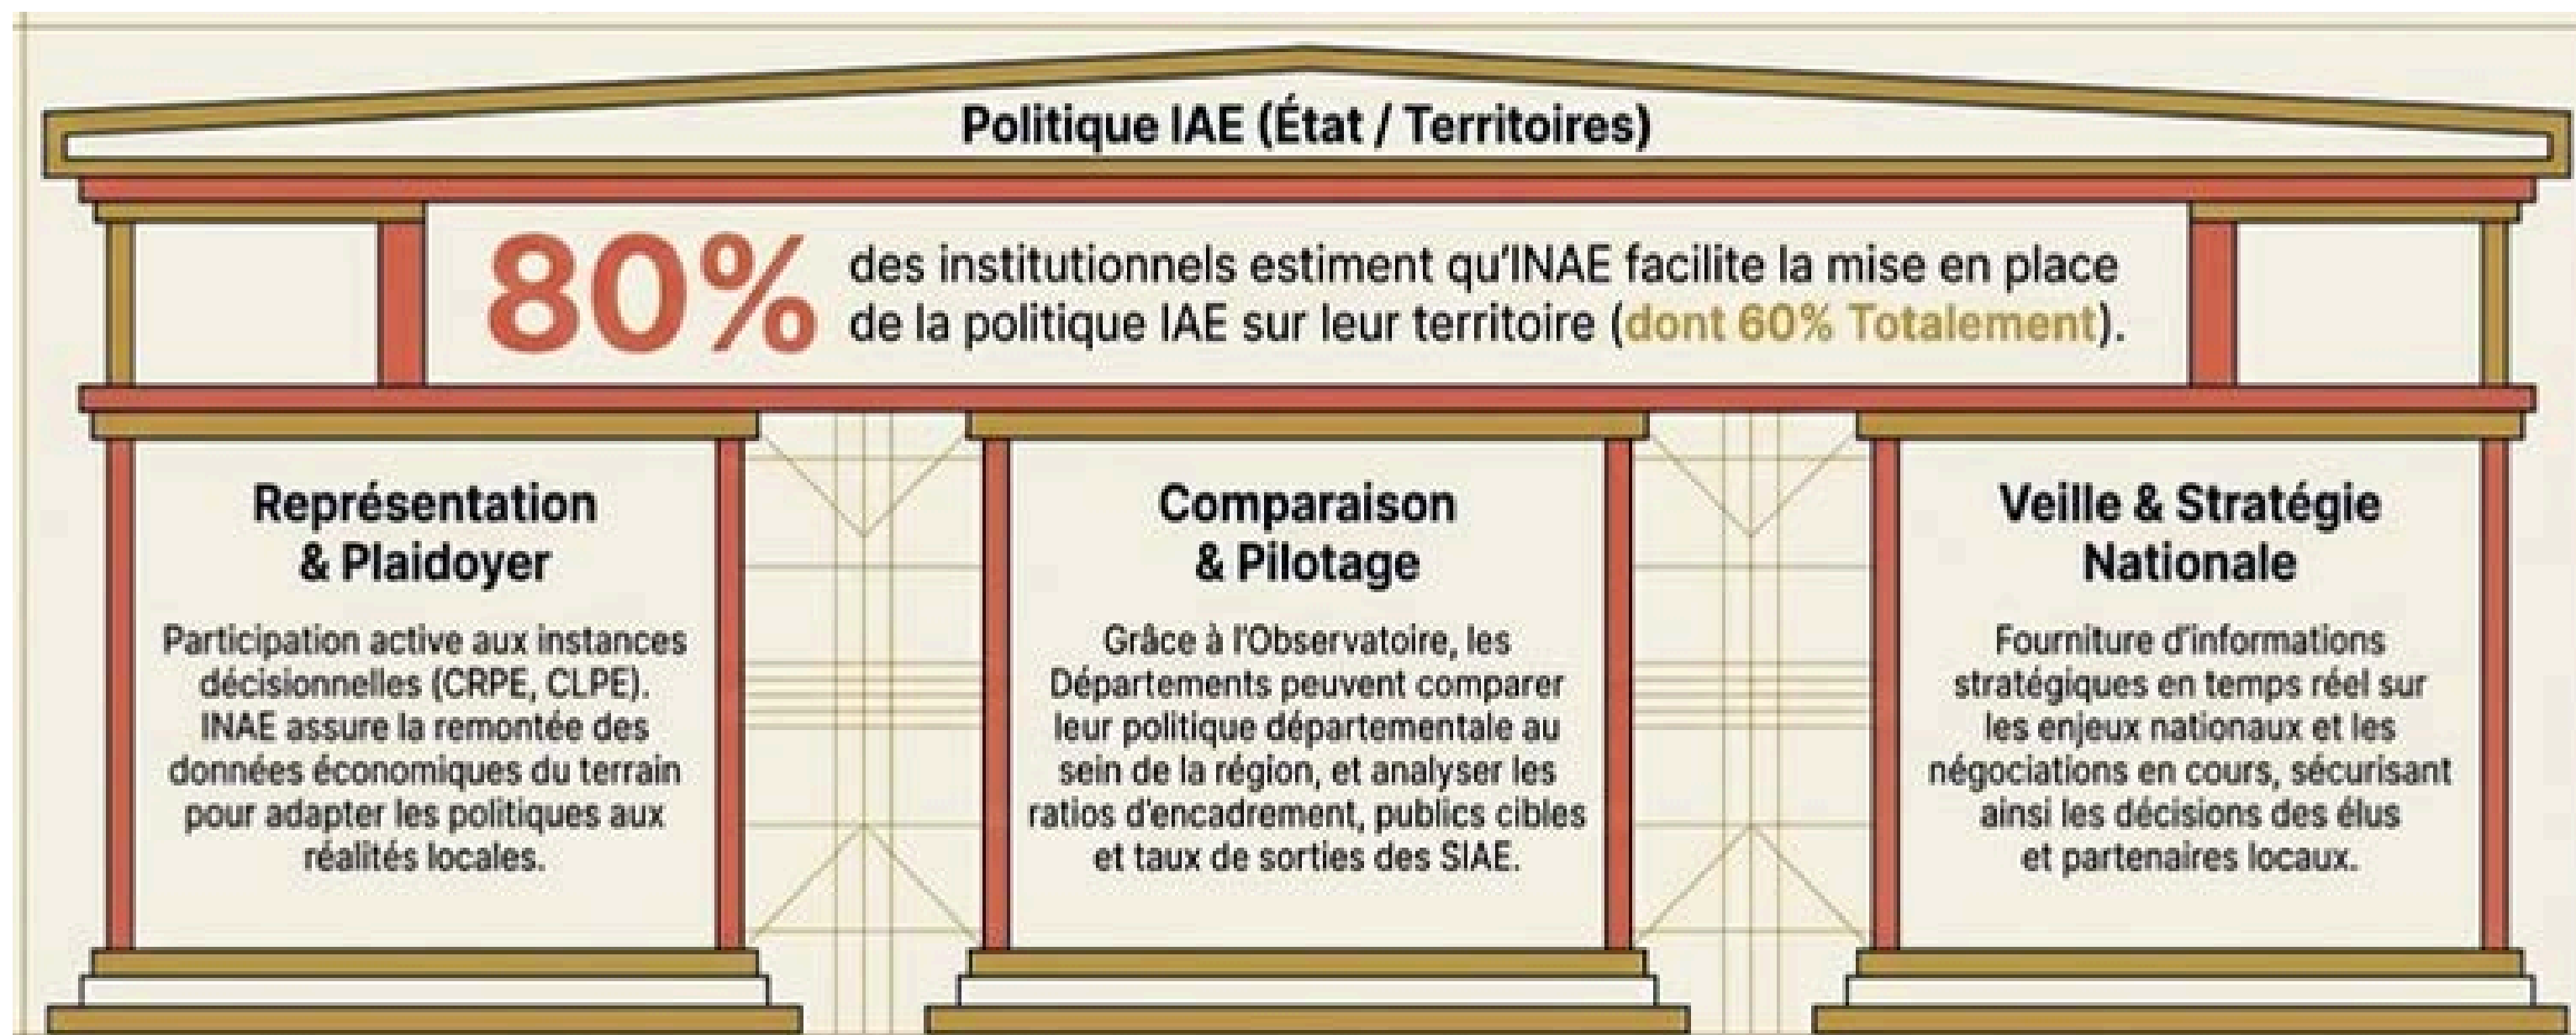 Politique IAE (État / Territoires)
80%
des institutionnels estiment qu'INAE facilite la mise en place
de la politique IAE sur leur territoire (dont 60% Totalement).
Représentation
& Plaidoyer
Participation active aux instances
décisionnelles (CRPE, CLPE).
INAE assure la remontée des
données économiques du terrain
pour adapter les politiques aux
réalités locales.
Comparaison
& Pilotage
Grâce à l'Observatoire, les
Départements peuvent comparer
leur politique départementale au
sein de la région, et analyser les
ratios d'encadrement, publics cibles
et taux de sorties des SIAE.
Veille & Stratégie
Nationale
Fourniture d'informations
stratégiques en temps réel sur
les enjeux nationaux et les
négociations en cours, sécurisant
ainsi les décisions des élus
et partenaires locaux.